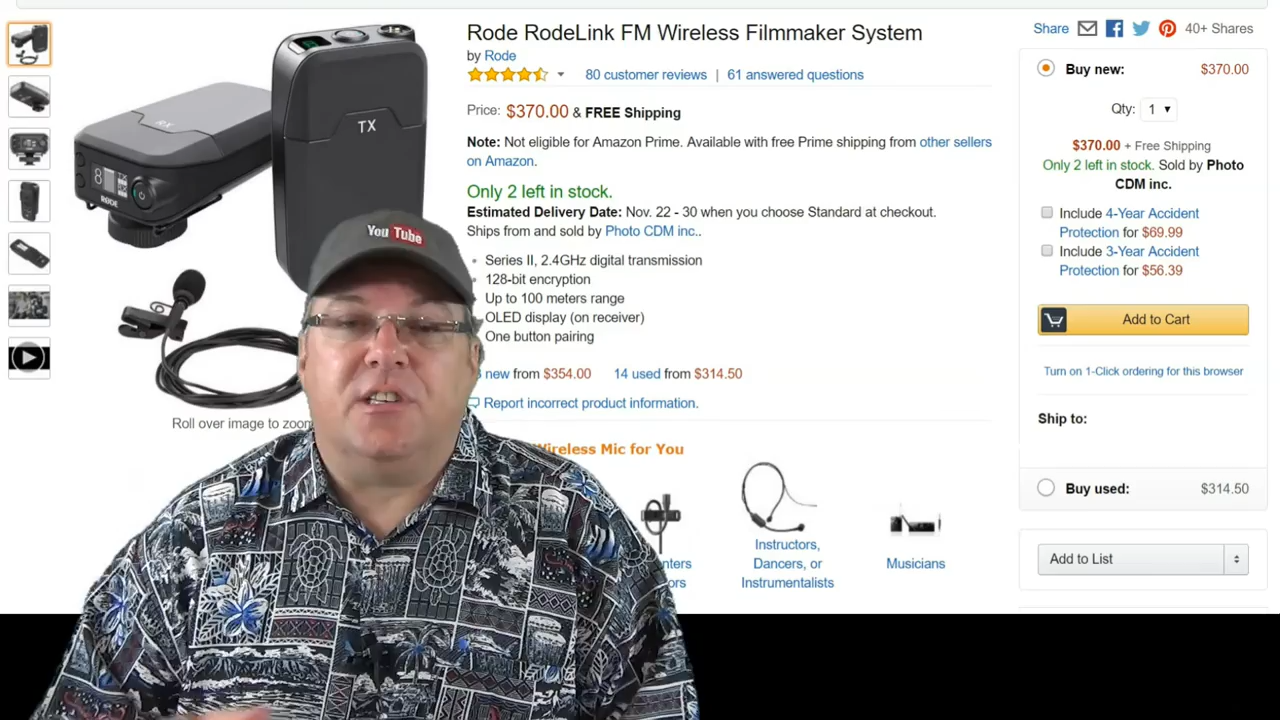 Rode RodeLink FM Wireless Filmmaker System
by Rode
80 customer reviews | 61 answered questions
Price: $370.00 & FREE Shipping
Note: Not eligible for Amazon Prime. Available with free Prime shipping from other sellers
on Amazon.
Only 2 left in stock.
Estimated Delivery Date: Nov. 22 - 30 when you choose Standard at checkout.
Ships from and sold by Photo CDM inc..
Series II, 2.4GHz digital transmission
128-bit encryption
Up to 100 meters range
OLED display (on receiver)
One button pairing
new from $354.00 14 used from $314.50
Report incorrect product information.
Wireless Mic for You
Instructors,
Dancers, or
Instrumentalists
Musicians
RX
TX
8
RØDE
Roll over image to zoom
YouTube
Share 40+ Shares
Buy new: $370.00
Qty: 1
$370.00 + Free Shipping
Only 2 left in stock. Sold by Photo
CDM inc.
Include 4-Year Accident
Protection for $69.99
Include 3-Year Accident
Protection for $56.39
Add to Cart
Turn on 1-Click ordering for this browser
Ship to:
Buy used: $314.50
Add to List